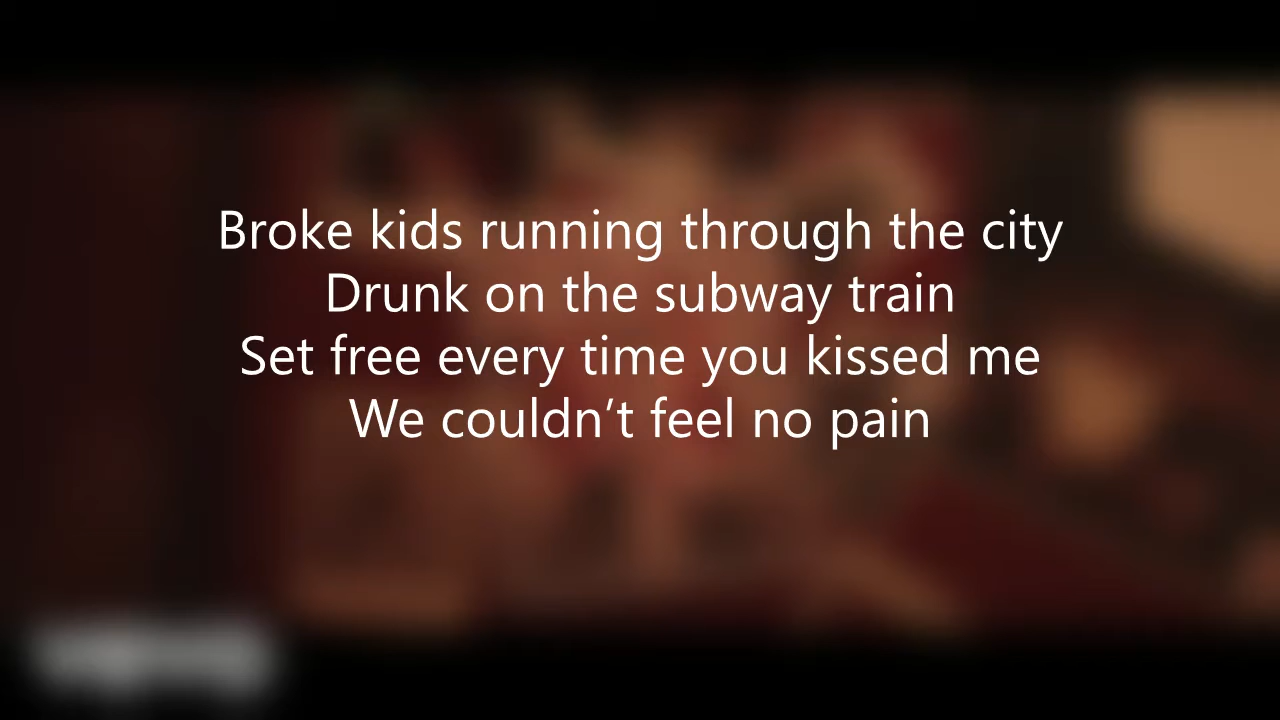 Broke kids running through the city
Drunk on the subway train
Set free every time you kissed me
We couldn’t feel no pain